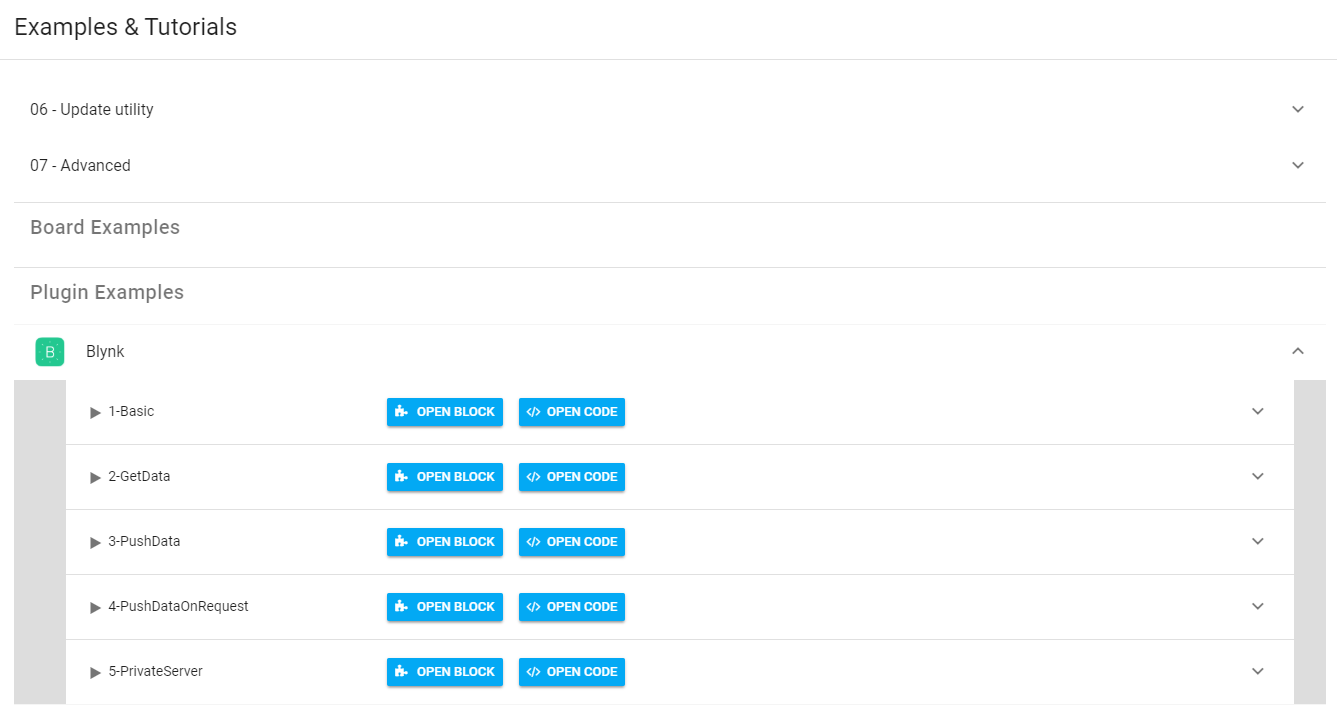 Examples & Tutorials
06 - Update utility
07 - Advanced
Board Examples
Plugin Examples
B Blynk
1-Basic OPEN BLOCK </> OPEN CODE
2-GetData OPEN BLOCK </> OPEN CODE
3-PushData OPEN BLOCK </> OPEN CODE
4-PushDataOnRequest OPEN BLOCK </> OPEN CODE
5-PrivateServer OPEN BLOCK </> OPEN CODE